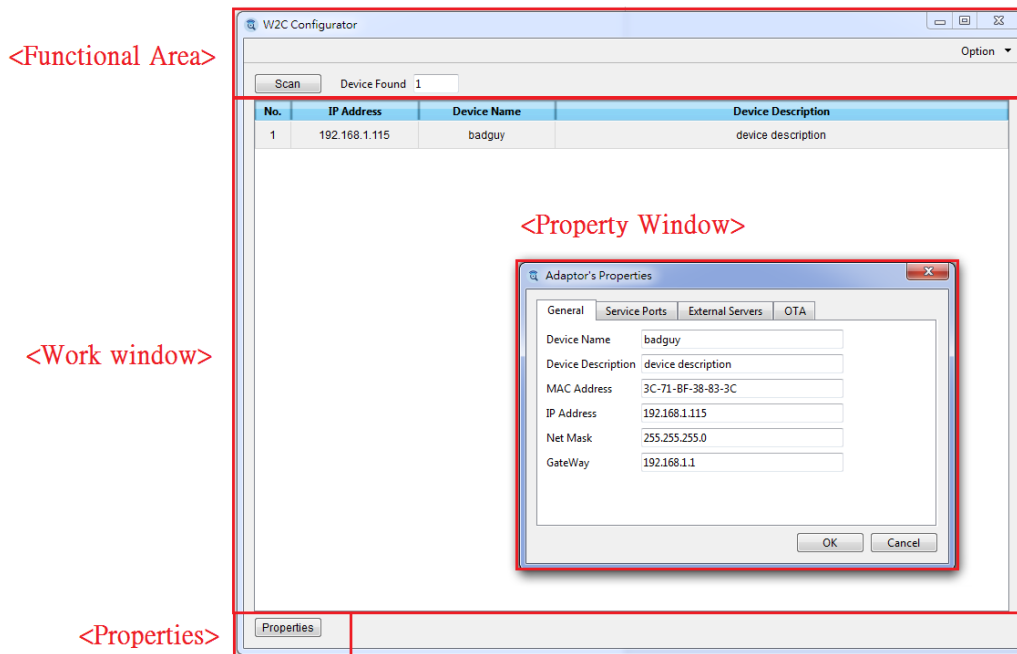 W2C Configurator
<Functional Area>
Option
Scan Device Found 1
No. IP Address Device Name Device Description
1 192.168.1.115 badguy device description
<Property Window>
Adaptor's Properties
General Service Ports External Servers OTA
Device Name badguy
<Work window>
Device Description device description
MAC Address 3C-71-BF-38-83-3C
IP Address 192.168.1.115
Net Mask 255.255.255.0
GateWay 192.168.1.1
OK Cancel
<Properties>
Properties